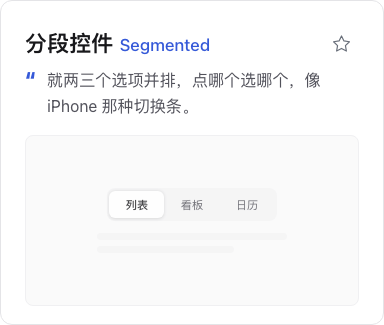 分段控件 Segmented
“ 就两三个选项并排，点哪个选哪个，像
iPhone 那种切换条。
列表 看板 日历